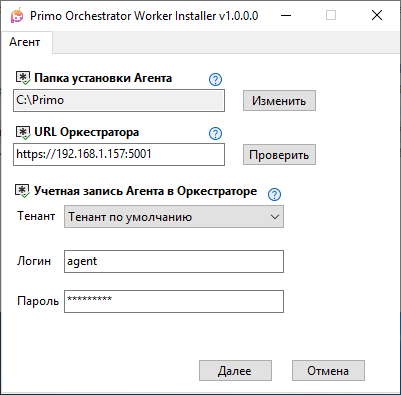 Primo Orchestrator Worker Installer v1.0.0.0
Агент
Папка установки Агента ?
C:\Primo Изменить
URL Оркестратора ?
https://192.168.1.157:5001 Проверить
Учетная запись Агента в Оркестраторе ?
Тенант Тенант по умолчанию
Логин agent
Пароль *********
Далее Отмена